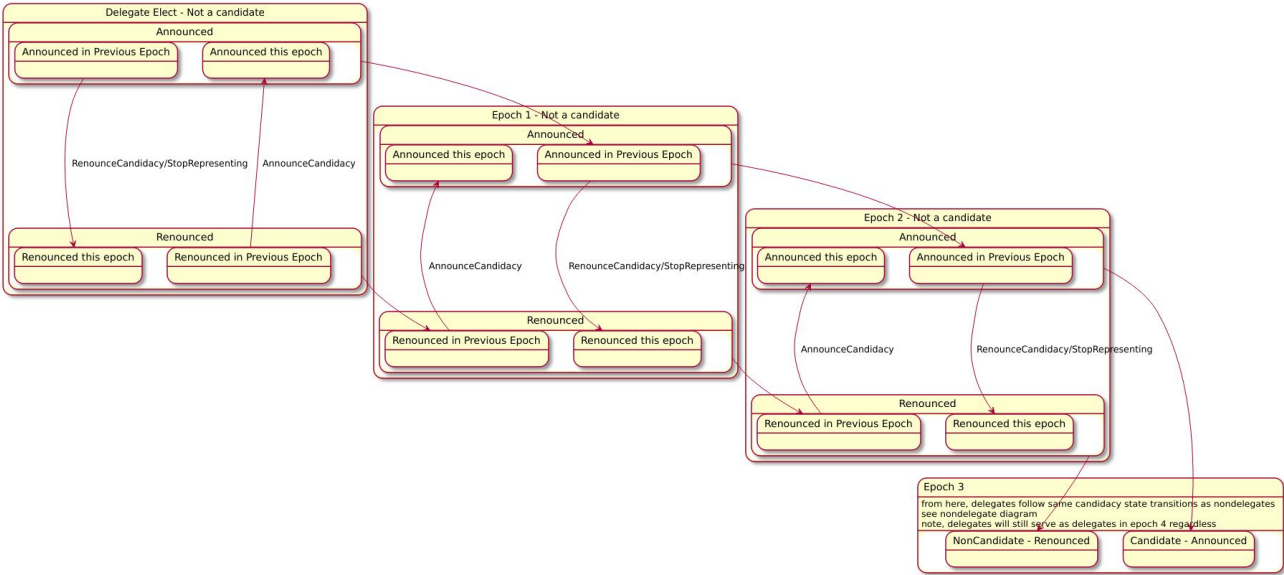 Delegate Elect - Not a candidate
Announced
Announced in Previous Epoch
Announced this epoch
RenounceCandidacy/StopRepresenting
AnnounceCandidacy
Renounced
Renounced this epoch
Renounced in Previous Epoch
Epoch 1 - Not a candidate
Announced
Announced this epoch
Announced in Previous Epoch
AnnounceCandidacy
RenounceCandidacy/StopRepresenting
Renounced
Renounced in Previous Epoch
Renounced this epoch
Epoch 2 - Not a candidate
Announced
Announced this epoch
Announced in Previous Epoch
AnnounceCandidacy
RenounceCandidacy/StopRepresenting
Renounced
Renounced in Previous Epoch
Renounced this epoch
Epoch 3
from here, delegates follow same candidacy state transitions as nondelegates
see nondelegate diagram
note, delegates will still serve as delegates in epoch 4 regardless
NonCandidate - Renounced
Candidate - Announced